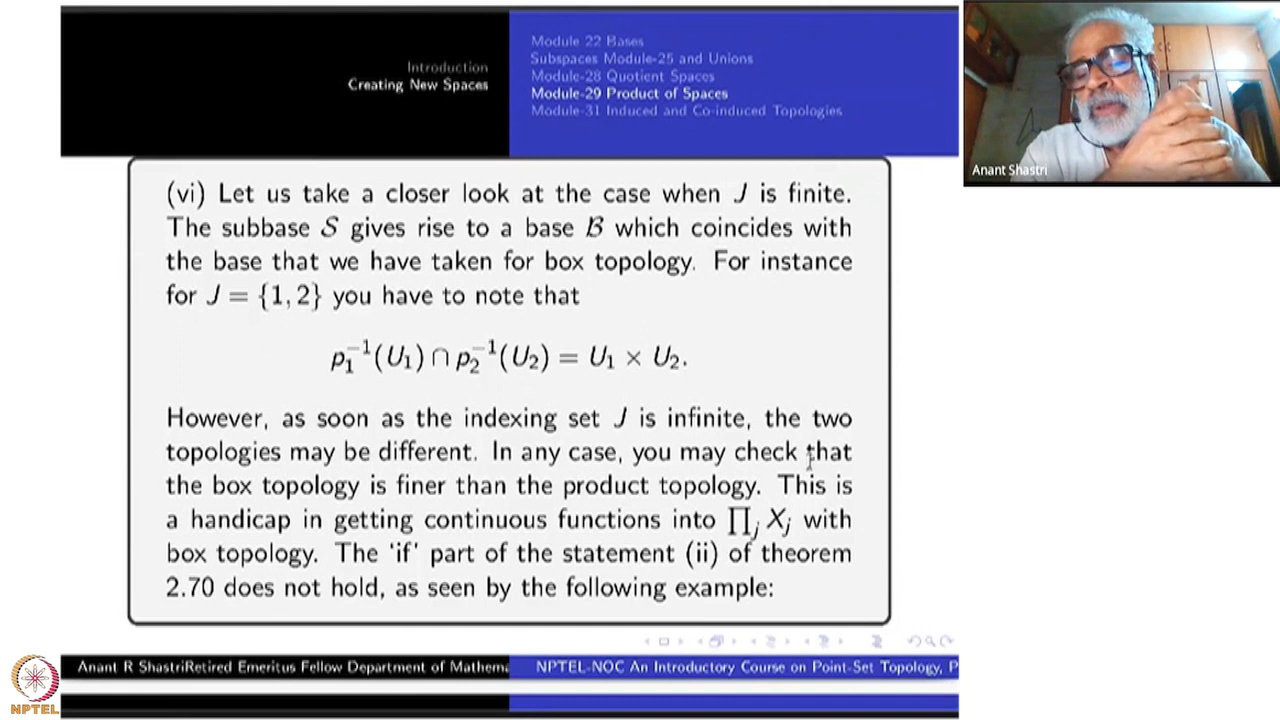 Introduction
Creating New Spaces
Module 22 Bases
Subspaces Module-25 and Unions
Module-28 Quotient Spaces
Module-29 Product of Spaces
Module-31 Induced and Co-induced Topologies
Anant Shastri
(vi) Let us take a closer look at the case when J is finite.
The subbase 𝒮 gives rise to a base ℬ which coincides with
the base that we have taken for box topology. For instance
for J = {1, 2} you have to note that
p₁⁻¹(U₁) ∩ p₂⁻¹(U₂) = U₁ × U₂.
However, as soon as the indexing set J is infinite, the two
topologies may be different. In any case, you may check that
the box topology is finer than the product topology. This is
a handicap in getting continuous functions into ∏ⱼ Xⱼ with
box topology. The 'if' part of the statement (ii) of theorem
2.70 does not hold, as seen by the following example:
Anant R ShastriRetired Emeritus Fellow Department of Mathema
NPTEL-NOC An Introductory Course on Point-Set Topology, P
NPTEL